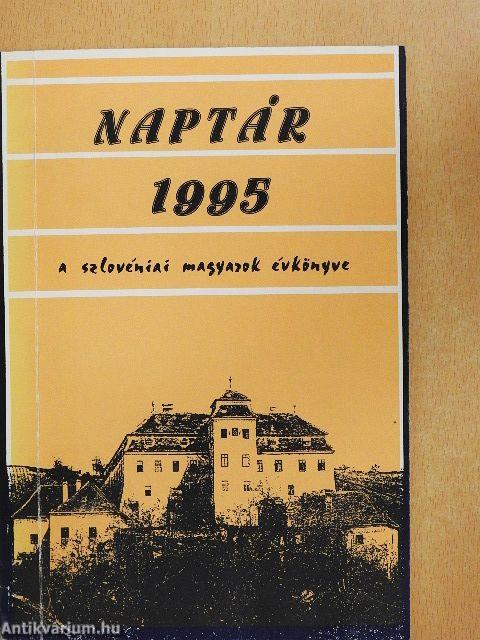 NAPTÁR
1995
a szlovéniai magyarok évkönyve
Antikvarium.hu